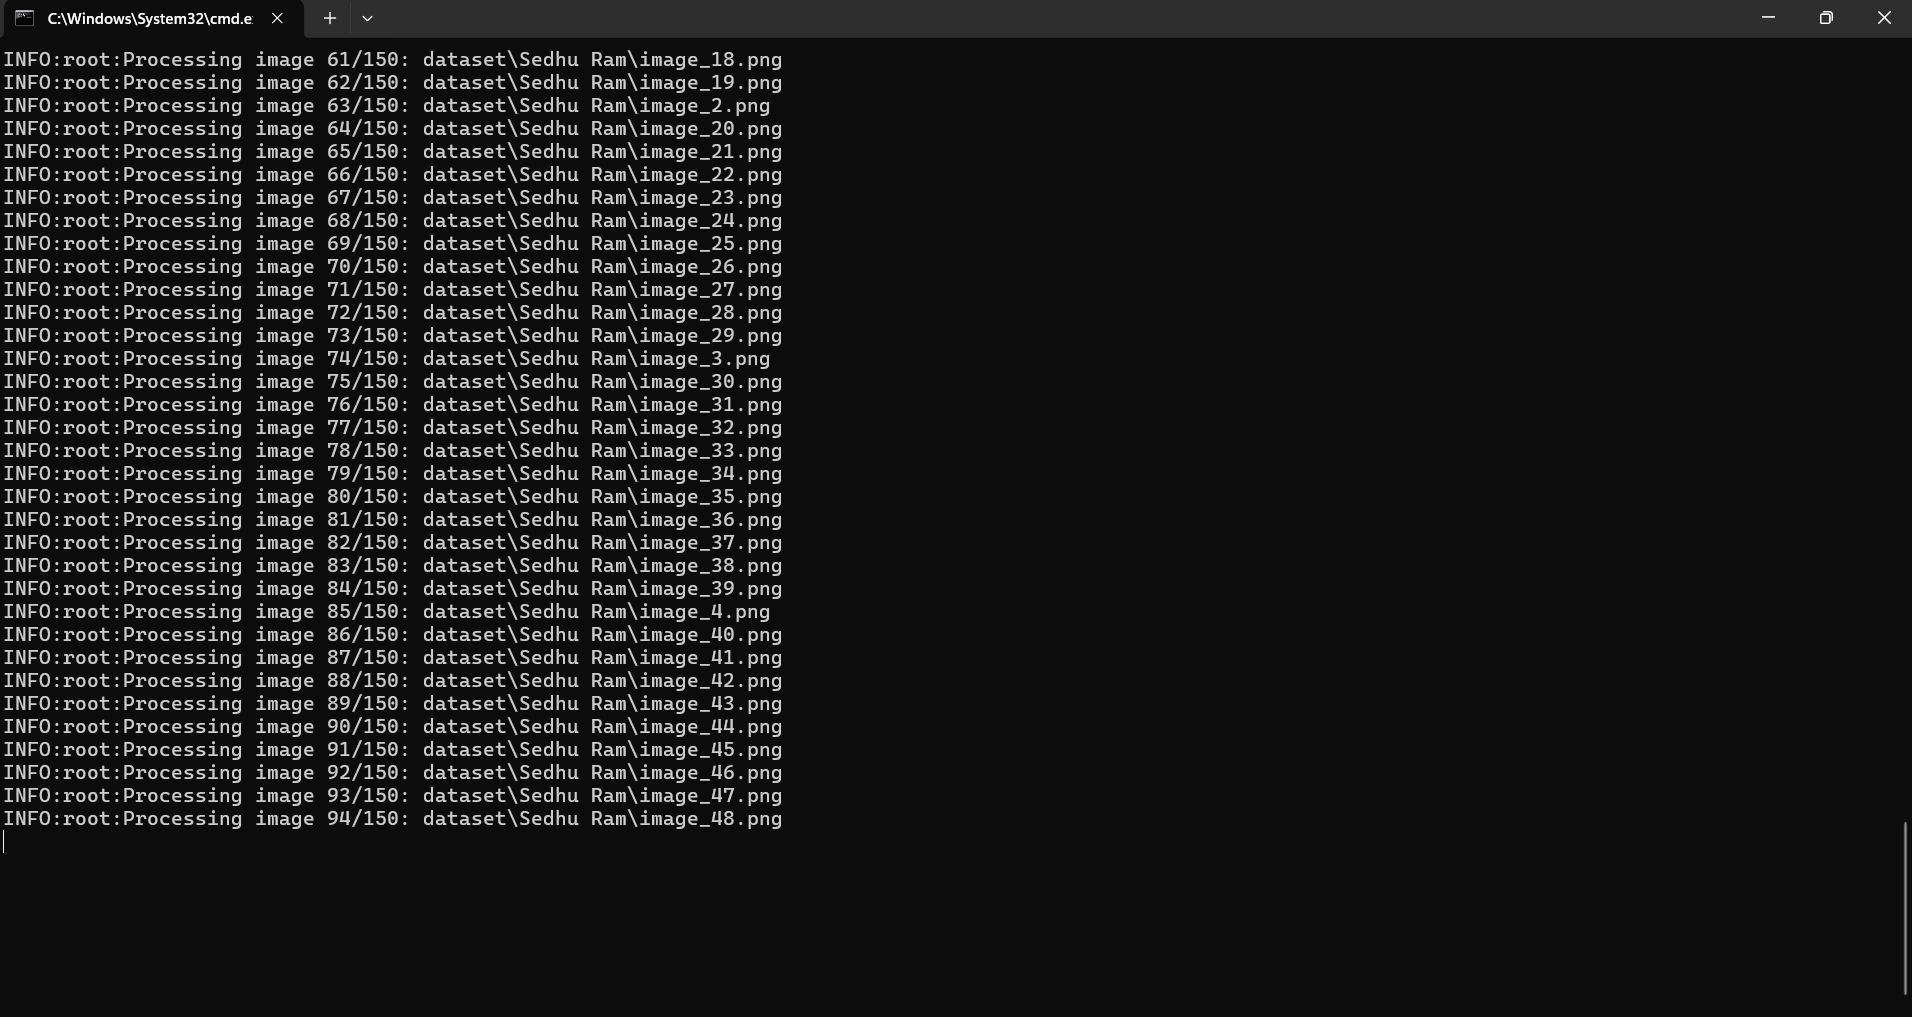 C:\Windows\System32\cmd.e
INFO:root:Processing image 61/150: dataset\Sedhu Ram\image_18.png
INFO:root:Processing image 62/150: dataset\Sedhu Ram\image_19.png
INFO:root:Processing image 63/150: dataset\Sedhu Ram\image_2.png
INFO:root:Processing image 64/150: dataset\Sedhu Ram\image_20.png
INFO:root:Processing image 65/150: dataset\Sedhu Ram\image_21.png
INFO:root:Processing image 66/150: dataset\Sedhu Ram\image_22.png
INFO:root:Processing image 67/150: dataset\Sedhu Ram\image_23.png
INFO:root:Processing image 68/150: dataset\Sedhu Ram\image_24.png
INFO:root:Processing image 69/150: dataset\Sedhu Ram\image_25.png
INFO:root:Processing image 70/150: dataset\Sedhu Ram\image_26.png
INFO:root:Processing image 71/150: dataset\Sedhu Ram\image_27.png
INFO:root:Processing image 72/150: dataset\Sedhu Ram\image_28.png
INFO:root:Processing image 73/150: dataset\Sedhu Ram\image_29.png
INFO:root:Processing image 74/150: dataset\Sedhu Ram\image_3.png
INFO:root:Processing image 75/150: dataset\Sedhu Ram\image_30.png
INFO:root:Processing image 76/150: dataset\Sedhu Ram\image_31.png
INFO:root:Processing image 77/150: dataset\Sedhu Ram\image_32.png
INFO:root:Processing image 78/150: dataset\Sedhu Ram\image_33.png
INFO:root:Processing image 79/150: dataset\Sedhu Ram\image_34.png
INFO:root:Processing image 80/150: dataset\Sedhu Ram\image_35.png
INFO:root:Processing image 81/150: dataset\Sedhu Ram\image_36.png
INFO:root:Processing image 82/150: dataset\Sedhu Ram\image_37.png
INFO:root:Processing image 83/150: dataset\Sedhu Ram\image_38.png
INFO:root:Processing image 84/150: dataset\Sedhu Ram\image_39.png
INFO:root:Processing image 85/150: dataset\Sedhu Ram\image_4.png
INFO:root:Processing image 86/150: dataset\Sedhu Ram\image_40.png
INFO:root:Processing image 87/150: dataset\Sedhu Ram\image_41.png
INFO:root:Processing image 88/150: dataset\Sedhu Ram\image_42.png
INFO:root:Processing image 89/150: dataset\Sedhu Ram\image_43.png
INFO:root:Processing image 90/150: dataset\Sedhu Ram\image_44.png
INFO:root:Processing image 91/150: dataset\Sedhu Ram\image_45.png
INFO:root:Processing image 92/150: dataset\Sedhu Ram\image_46.png
INFO:root:Processing image 93/150: dataset\Sedhu Ram\image_47.png
INFO:root:Processing image 94/150: dataset\Sedhu Ram\image_48.png